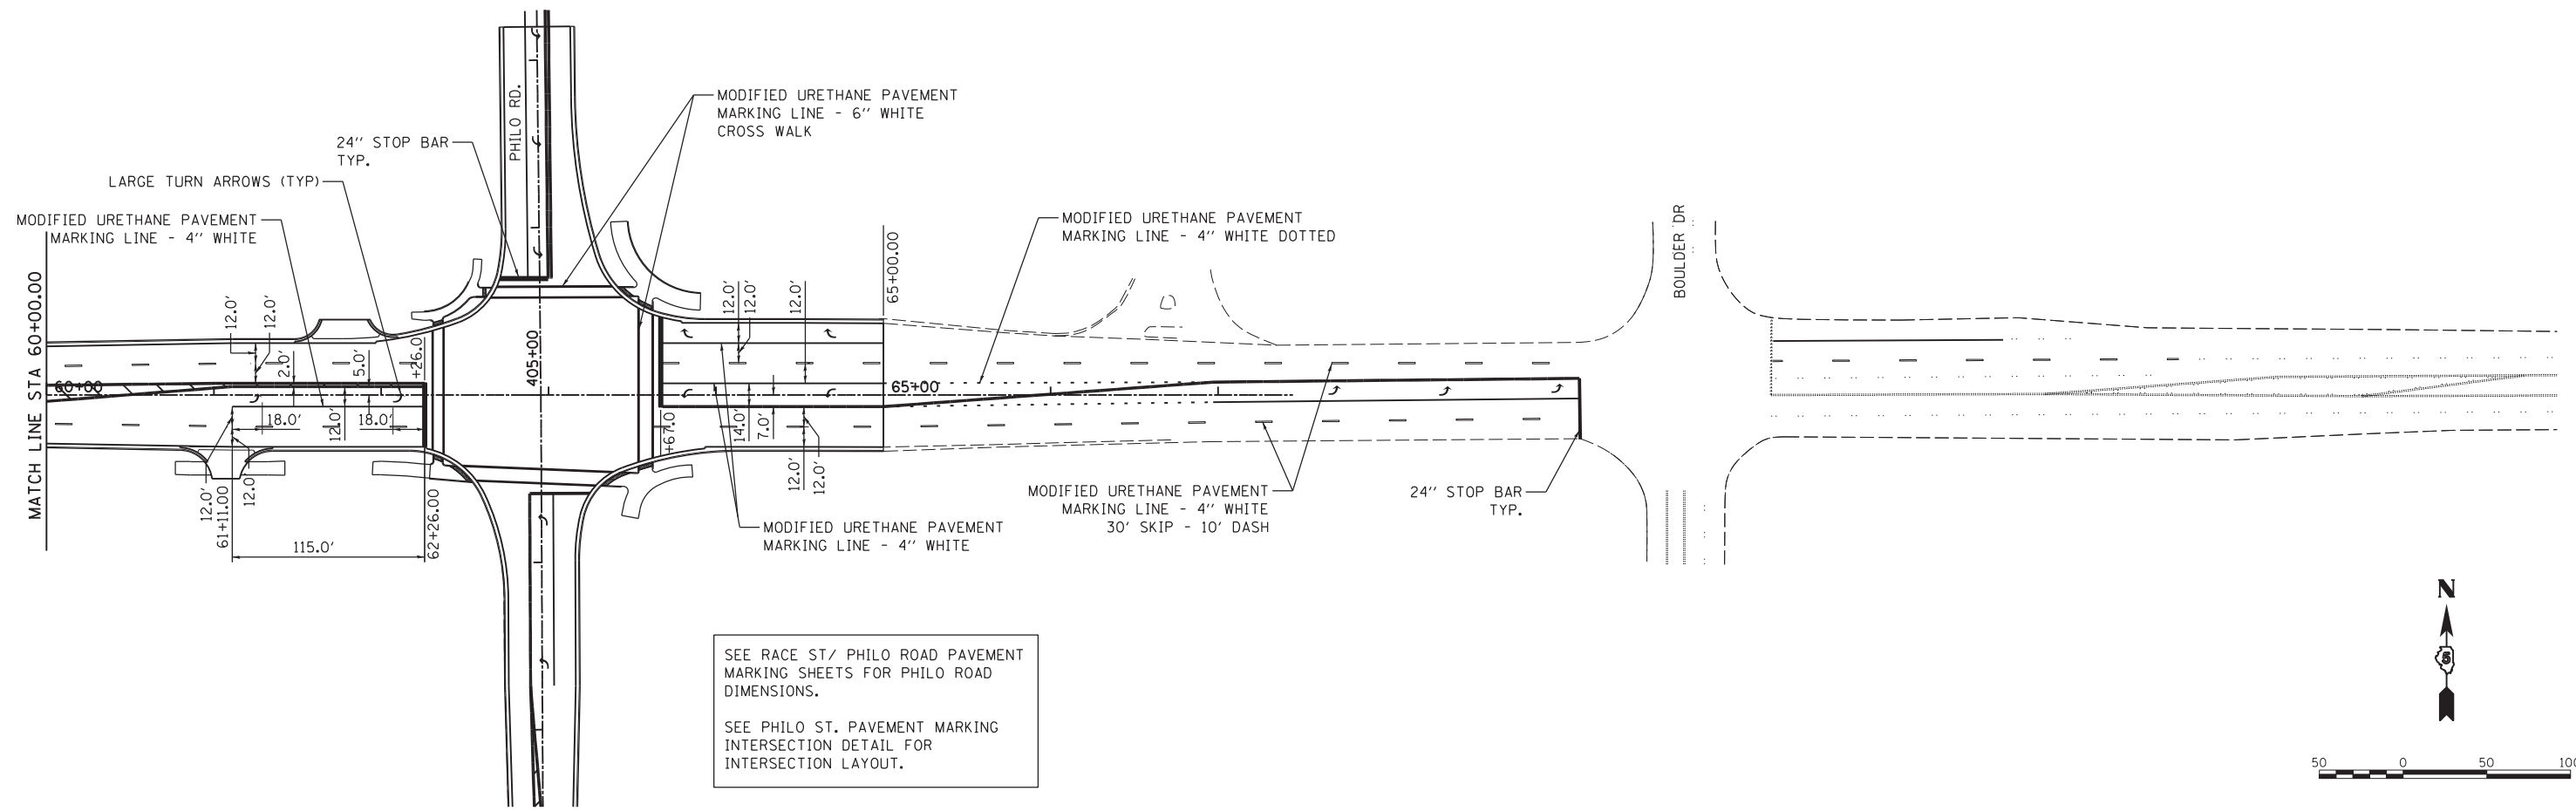 PHILO RD.
MODIFIED URETHANE PAVEMENT
MARKING LINE - 6" WHITE
CROSS WALK
24" STOP BAR
TYP.
LARGE TURN ARROWS (TYP)
MODIFIED URETHANE PAVEMENT
MARKING LINE - 4" WHITE
MODIFIED URETHANE PAVEMENT
MARKING LINE - 4" WHITE DOTTED
BOULDER DR
MATCH LINE STA 60+00.00
65+00.00
12.0'
12.0'
2.0'
5.0'
+26.0
405+00
12.0'
12.0'
12.0'
60+00
65+00
18.0'
12.0'
18.0'
+67.0
14.0'
7.0'
12.0'
12.0'
12.0'
61+11.00
12.0'
62+26.00
115.0'
MODIFIED URETHANE PAVEMENT
MARKING LINE - 4" WHITE
MODIFIED URETHANE PAVEMENT
MARKING LINE - 4" WHITE
30' SKIP - 10' DASH
24" STOP BAR
TYP.
SEE RACE ST/ PHILO ROAD PAVEMENT
MARKING SHEETS FOR PHILO ROAD
DIMENSIONS.
SEE PHILO ST. PAVEMENT MARKING
INTERSECTION DETAIL FOR
INTERSECTION LAYOUT.
N
5
50 0 50 100